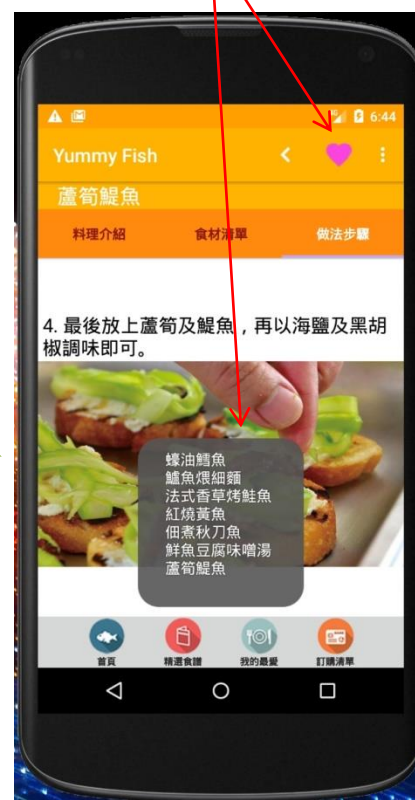 6:44
Yummy Fish
蘆筍鯷魚
料理介紹 食材清單 做法步驟
4. 最後放上蘆筍及鯷魚，再以海鹽及黑胡
椒調味即可。
蠔油鱈魚
鱸魚煨細麵
法式香草烤鮭魚
紅燒黃魚
佃煮秋刀魚
鮮魚豆腐味噌湯
蘆筍鯷魚
首頁 精選食譜 我的最愛 訂購清單